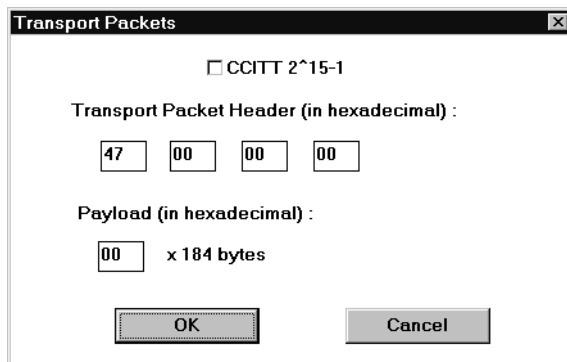 Transport Packets
CCITT 2^15-1
Transport Packet Header (in hexadecimal) :
47 00 00 00
Payload (in hexadecimal) :
00 x 184 bytes
OK Cancel